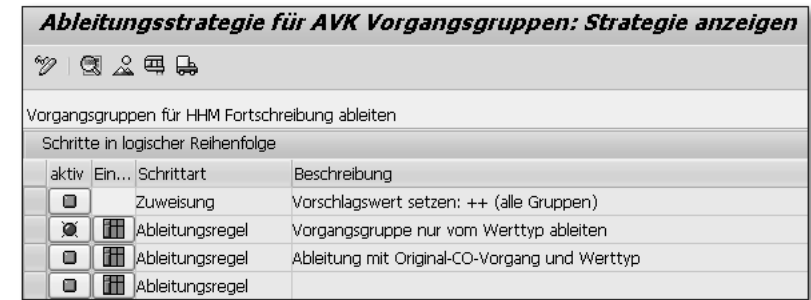 Ableitungsstrategie für AVK Vorgangsgruppen: Strategie anzeigen
Vorgangsgruppen für HHM Fortschreibung ableiten
Schritte in logischer Reihenfolge
aktiv Ein... Schrittart Beschreibung
Zuweisung Vorschlagswert setzen: ++ (alle Gruppen)
Ableitungsregel Vorgangsgruppe nur vom Werttyp ableiten
Ableitungsregel Ableitung mit Original-CO-Vorgang und Werttyp
Ableitungsregel